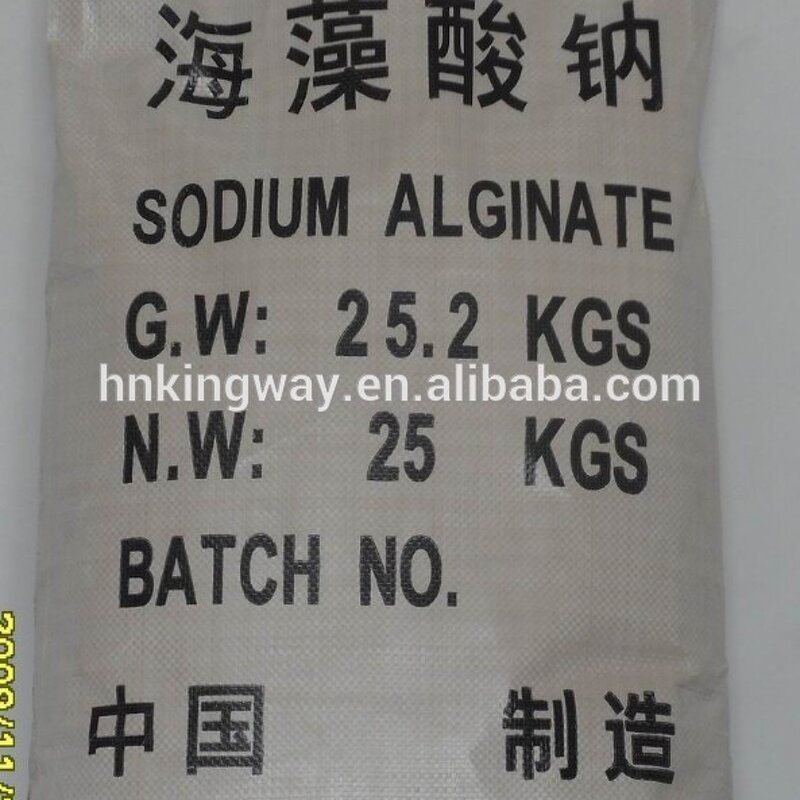 海藻酸钠
SODIUM ALGINATE
G.W: 25.2 KGS
hnkingway.en.alibaba.com
N.W: 25 KGS
BATCH NO.
中国 制造